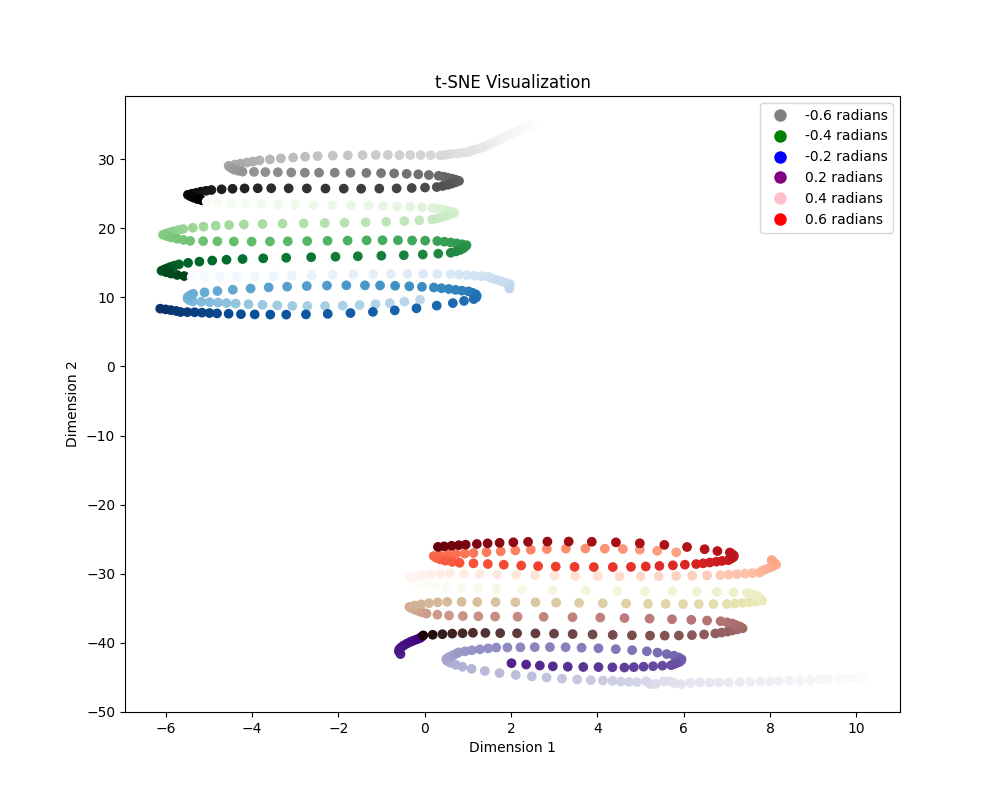 t-SNE Visualization
-0.6 radians
-0.4 radians
-0.2 radians
0.2 radians
0.4 radians
0.6 radians
30
20
10
0
−10
−20
−30
−40
−50
Dimension 2
−6
−4
−2
0
2
4
6
8
10
Dimension 1